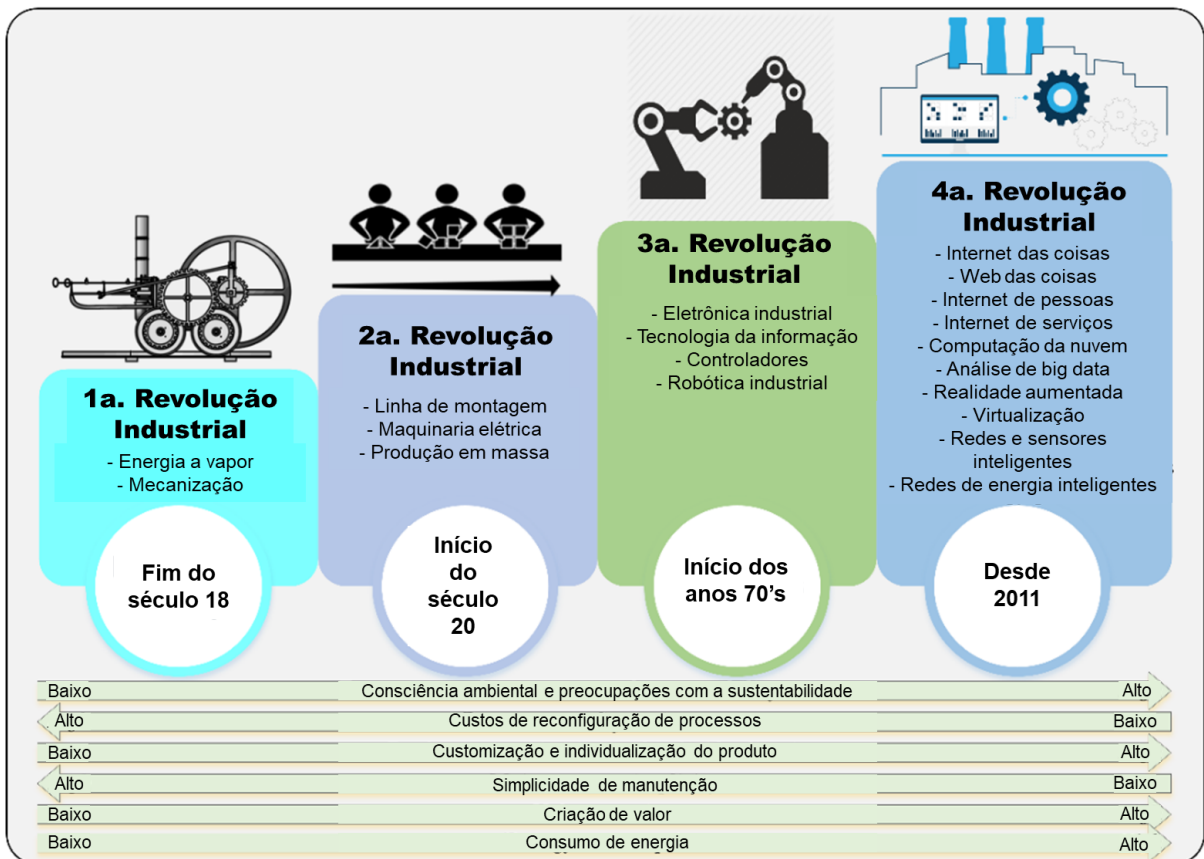 1a. Revolução
Industrial
- Energia a vapor
- Mecanização
Fim do
século 18
2a. Revolução
Industrial
- Linha de montagem
- Maquinaria elétrica
- Produção em massa
Início
do
século
20
3a. Revolução
Industrial
- Eletrônica industrial
- Tecnologia da informação
- Controladores
- Robótica industrial
Início dos
anos 70’s
4a. Revolução
Industrial
- Internet das coisas
- Web das coisas
- Internet de pessoas
- Internet de serviços
- Computação da nuvem
- Análise de big data
- Realidade aumentada
- Virtualização
- Redes e sensores
inteligentes
- Redes de energia inteligentes
Desde
2011
Baixo Consciência ambiental e preocupações com a sustentabilidade Alto
Alto Custos de reconfiguração de processos Baixo
Baixo Customização e individualização do produto Alto
Alto Simplicidade de manutenção Baixo
Baixo Criação de valor Alto
Baixo Consumo de energia Alto